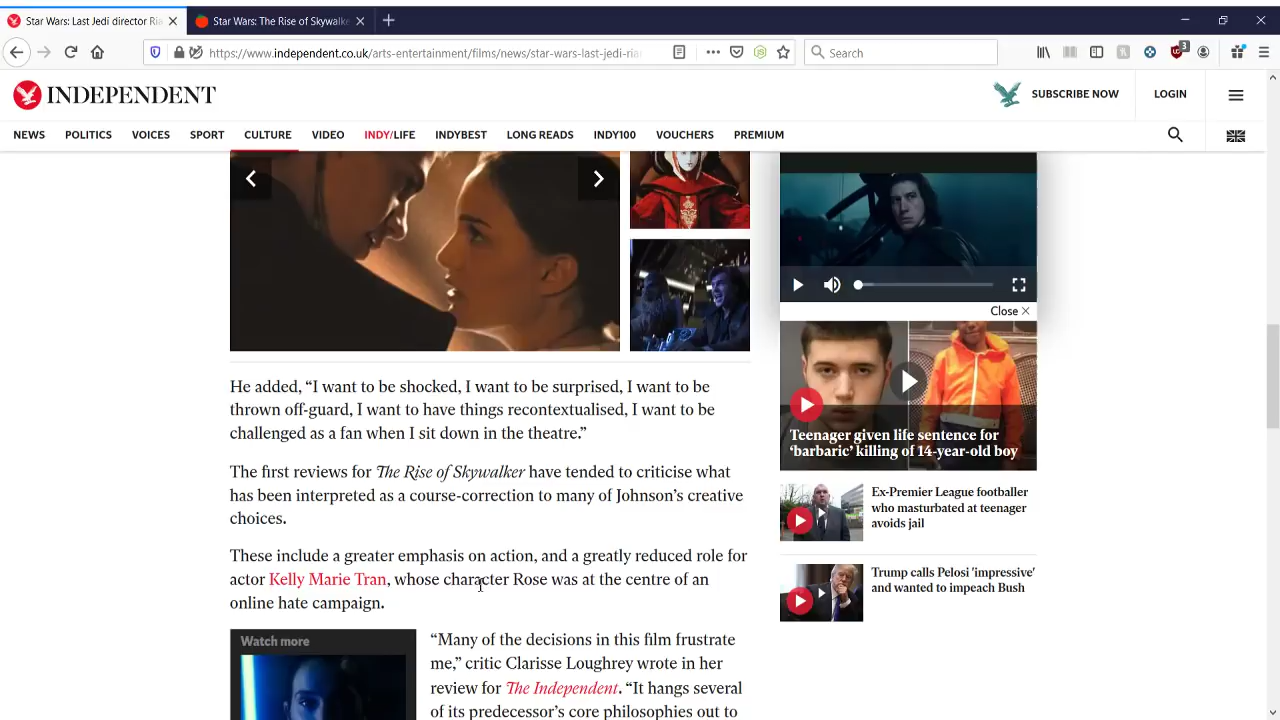 Star Wars: Last Jedi director Ria
Star Wars: The Rise of Skywalke
https://www.independent.co.uk/arts-entertainment/films/news/star-wars-last-jedi-ria
Search
3
INDEPENDENT
SUBSCRIBE NOW
LOGIN
NEWS POLITICS VOICES SPORT CULTURE VIDEO INDY/LIFE INDYBEST LONG READS INDY100 VOUCHERS PREMIUM
He added, “I want to be shocked, I want to be surprised, I want to be
thrown off-guard, I want to have things recontextualised, I want to be
challenged as a fan when I sit down in the theatre.”
The first reviews for The Rise of Skywalker have tended to criticise what
has been interpreted as a course-correction to many of Johnson’s creative
choices.
These include a greater emphasis on action, and a greatly reduced role for
actor Kelly Marie Tran, whose character Rose was at the centre of an
online hate campaign.
Watch more
“Many of the decisions in this film frustrate
me,” critic Clarisse Loughrey wrote in her
review for The Independent. “It hangs several
of its predecessor’s core philosophies out to
Close
Teenager given life sentence for
‘barbaric’ killing of 14-year-old boy
Ex-Premier League footballer
who masturbated at teenager
avoids jail
Trump calls Pelosi 'impressive'
and wanted to impeach Bush